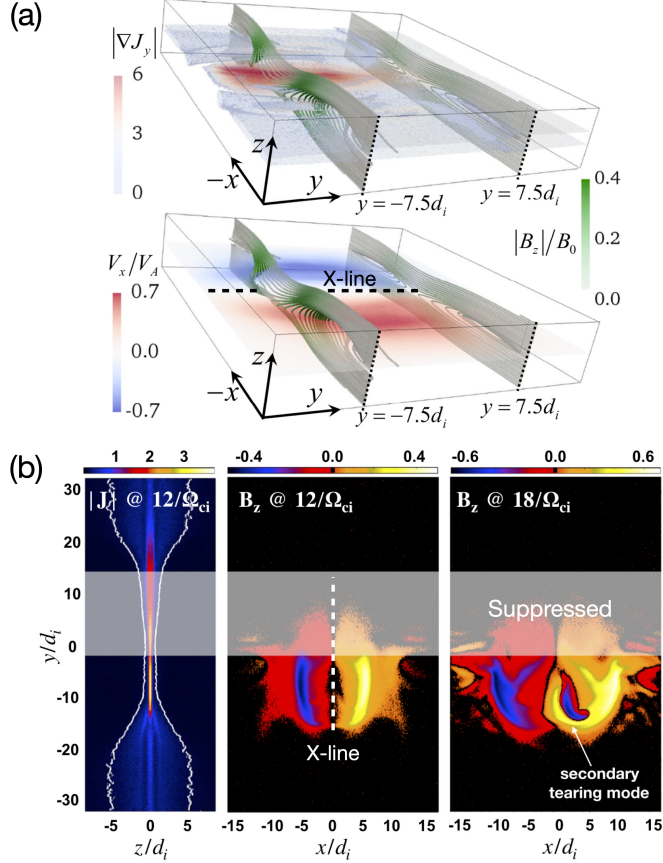 (a)
|∇J_y|
6
3
0
z
−x
y
y = −7.5d_i
y = 7.5d_i
0.4
0.2
0.0
|B_z|/B_0
V_x/V_A
0.7
0.0
-0.7
X-line
z
−x
y
y = −7.5d_i
y = 7.5d_i
(b)
1 2 3
-0.4 0.0 0.4
-0.6 0.0 0.6
|J| @ 12/Ω_ci
B_z @ 12/Ω_ci
B_z @ 18/Ω_ci
y/d_i
30
20
10
0
-10
-20
-30
Suppressed
X-line
secondary
tearing mode
-5 0 5
-15 -10 -5 0 5 10 15
-15 -10 -5 0 5 10 15
z/d_i
x/d_i
x/d_i